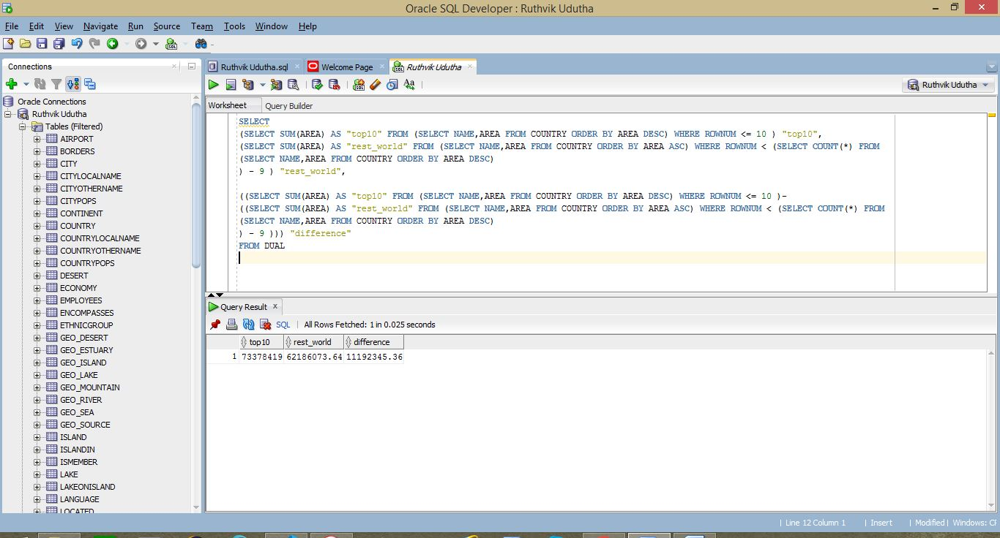 Oracle SQL Developer : Ruthvik Udutha
File Edit View Navigate Run Source Team Tools Window Help
Connections
Ruthvik Udutha.sql Welcome Page Ruthvik Udutha
Ruthvik Udutha
Oracle Connections
Ruthvik Udutha
Tables (Filtered)
AIRPORT
BORDERS
CITY
CITYLOCALNAME
CITYOTHERNAME
CITYPOPS
CONTINENT
COUNTRY
COUNTRYLOCALNAME
COUNTRYOTHERNAME
COUNTRYPOPS
DESERT
ECONOMY
EMPLOYEES
ENCOMPASSES
ETHNICGROUP
GEO_DESERT
GEO_ESTUARY
GEO_ISLAND
GEO_LAKE
GEO_MOUNTAIN
GEO_RIVER
GEO_SEA
GEO_SOURCE
ISLAND
ISLANDIN
ISMEMBER
LAKE
LAKEONISLAND
LANGUAGE
LOCATED
Worksheet Query Builder
SELECT
(SELECT SUM(AREA) AS "top10" FROM (SELECT NAME,AREA FROM COUNTRY ORDER BY AREA DESC) WHERE ROWNUM <= 10 ) "top10",
(SELECT SUM(AREA) AS "rest_world" FROM (SELECT NAME,AREA FROM COUNTRY ORDER BY AREA ASC) WHERE ROWNUM < (SELECT COUNT(*) FROM
(SELECT NAME,AREA FROM COUNTRY ORDER BY AREA DESC)
) - 9 ) "rest_world",
((SELECT SUM(AREA) AS "top10" FROM (SELECT NAME,AREA FROM COUNTRY ORDER BY AREA DESC) WHERE ROWNUM <= 10 )-
((SELECT SUM(AREA) AS "rest_world" FROM (SELECT NAME,AREA FROM COUNTRY ORDER BY AREA ASC) WHERE ROWNUM < (SELECT COUNT(*) FROM
(SELECT NAME,AREA FROM COUNTRY ORDER BY AREA DESC)
) - 9 ))) "difference"
FROM DUAL
Query Result
SQL | All Rows Fetched: 1 in 0.025 seconds
top10 rest_world difference
1 73378419 62186073.64 11192345.36
| Line 12 Column 1 | Insert | Modified | Windows: CF